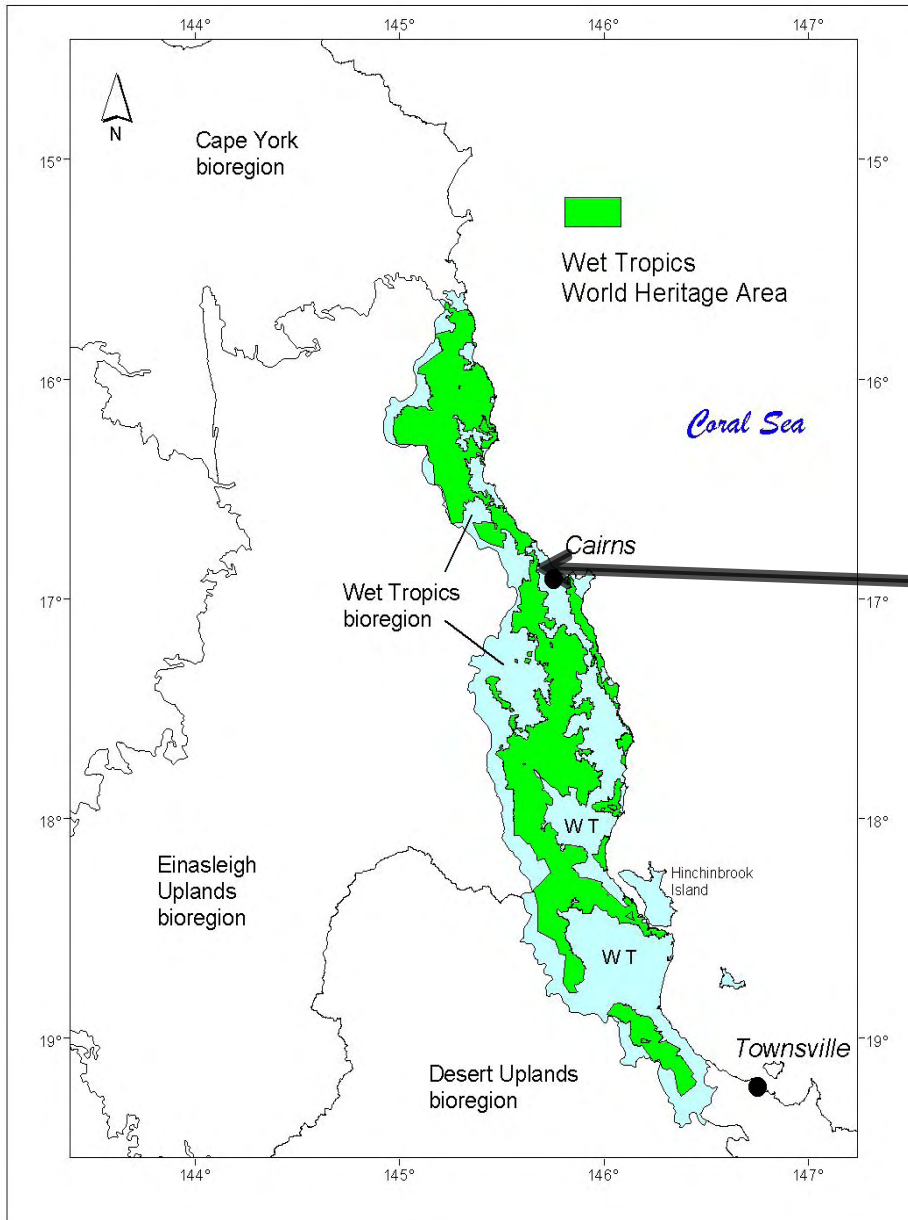 144°
145°
146°
147°
N
Cape York
bioregion
15°
15°
Wet Tropics
World Heritage Area
16°
16°
Coral Sea
Cairns
Wet Tropics
bioregion
17°
17°
18°
18°
WT
Einasleigh
Uplands
bioregion
Hinchinbrook
Island
WT
19°
19°
Townsville
Desert Uplands
bioregion
144°
145°
146°
147°